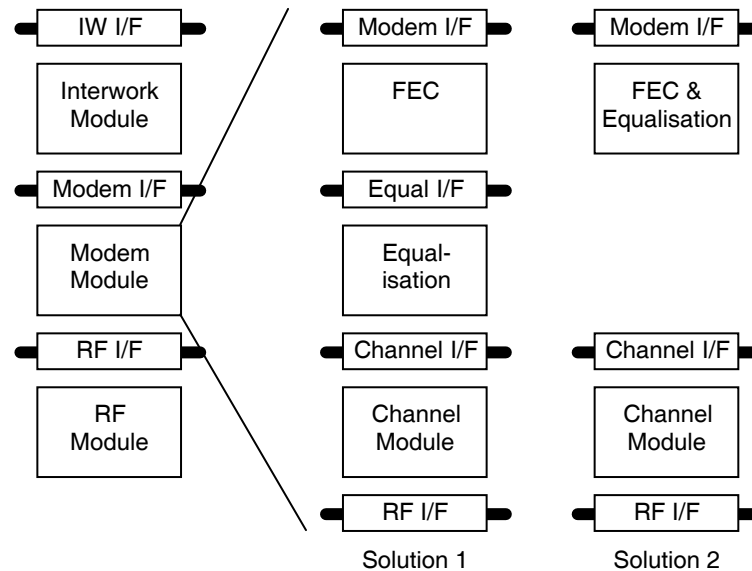 IW I/F
Interwork
Module
Modem I/F
Modem
Module
RF I/F
RF
Module
Modem I/F
FEC
Equal I/F
Equal-
isation
Channel I/F
Channel
Module
RF I/F
Solution 1
Modem I/F
FEC &
Equalisation
Channel I/F
Channel
Module
RF I/F
Solution 2